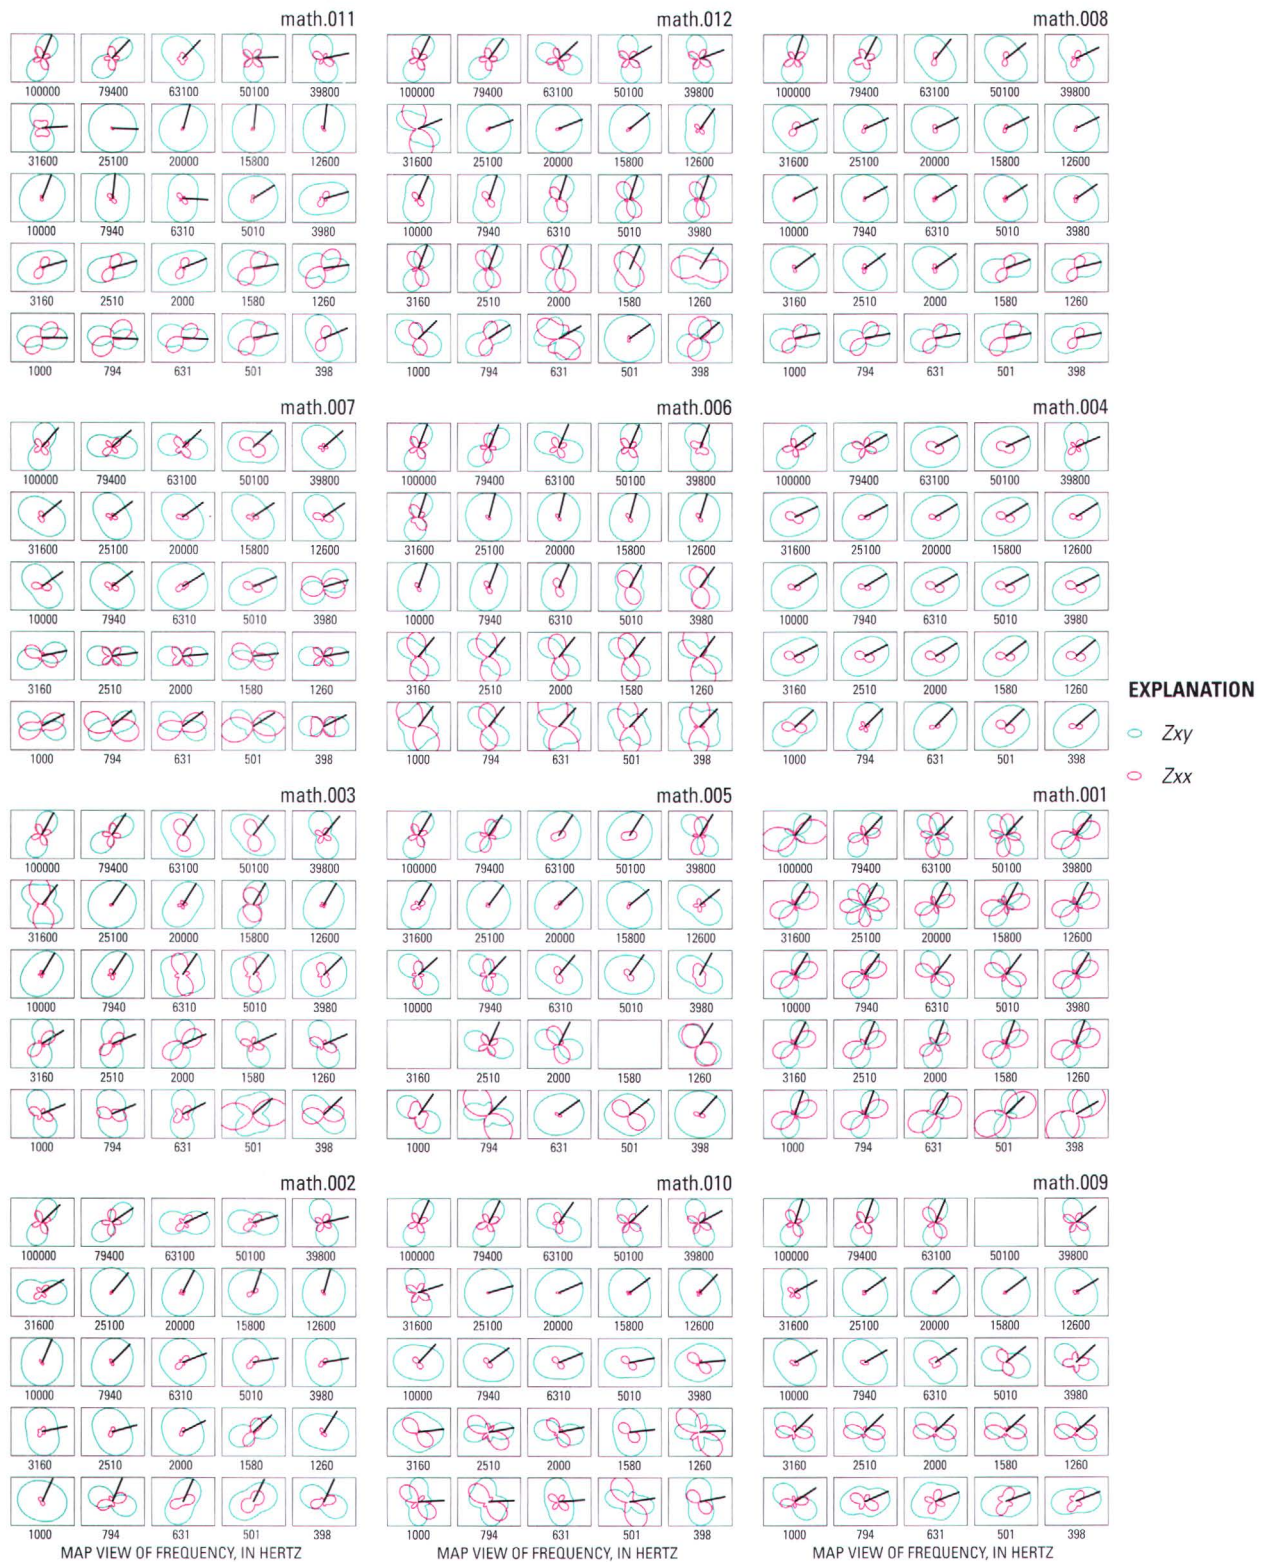 math.011 math.012 math.008
100000 79400 63100 50100 39800 100000 79400 63100 50100 39800 100000 79400 63100 50100 39800
31600 25100 20000 15800 12600 31600 25100 20000 15800 12600 31600 25100 20000 15800 12600
10000 7940 6310 5010 3980 10000 7940 6310 5010 3980 10000 7940 6310 5010 3980
3160 2510 2000 1580 1260 3160 2510 2000 1580 1260 3160 2510 2000 1580 1260
1000 794 631 501 398 1000 794 631 501 398 1000 794 631 501 398
math.007 math.006 math.004
100000 79400 63100 50100 39800 100000 79400 63100 50100 39800 100000 79400 63100 50100 39800
31600 25100 20000 15800 12600 31600 25100 20000 15800 12600 31600 25100 20000 15800 12600
10000 7940 6310 5010 3980 10000 7940 6310 5010 3980 10000 7940 6310 5010 3980
3160 2510 2000 1580 1260 3160 2510 2000 1580 1260 3160 2510 2000 1580 1260
EXPLANATION
Zxy
1000 794 631 501 398 1000 794 631 501 398 1000 794 631 501 398
Zxx
math.003 math.005 math.001
100000 79400 63100 50100 39800 100000 79400 63100 50100 39800 100000 79400 63100 50100 39800
31600 25100 20000 15800 12600 31600 25100 20000 15800 12600 31600 25100 20000 15800 12600
10000 7940 6310 5010 3980 10000 7940 6310 5010 3980 10000 7940 6310 5010 3980
3160 2510 2000 1580 1260 3160 2510 2000 1580 1260 3160 2510 2000 1580 1260
1000 794 631 501 398 1000 794 631 501 398 1000 794 631 501 398
math.002 math.010 math.009
100000 79400 63100 50100 39800 100000 79400 63100 50100 39800 100000 79400 63100 50100 39800
31600 25100 20000 15800 12600 31600 25100 20000 15800 12600 31600 25100 20000 15800 12600
10000 7940 6310 5010 3980 10000 7940 6310 5010 3980 10000 7940 6310 5010 3980
3160 2510 2000 1580 1260 3160 2510 2000 1580 1260 3160 2510 2000 1580 1260
1000 794 631 501 398 1000 794 631 501 398 1000 794 631 501 398
MAP VIEW OF FREQUENCY, IN HERTZ MAP VIEW OF FREQUENCY, IN HERTZ MAP VIEW OF FREQUENCY, IN HERTZ